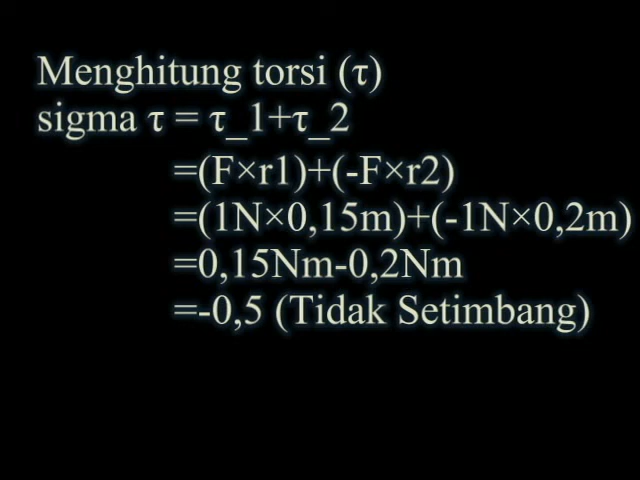 Menghitung torsi (τ)
sigma τ = τ_1+τ_2
=(F×r1)+(-F×r2)
=(1N×0,15m)+(-1N×0,2m)
=0,15Nm-0,2Nm
=-0,5 (Tidak Setimbang)